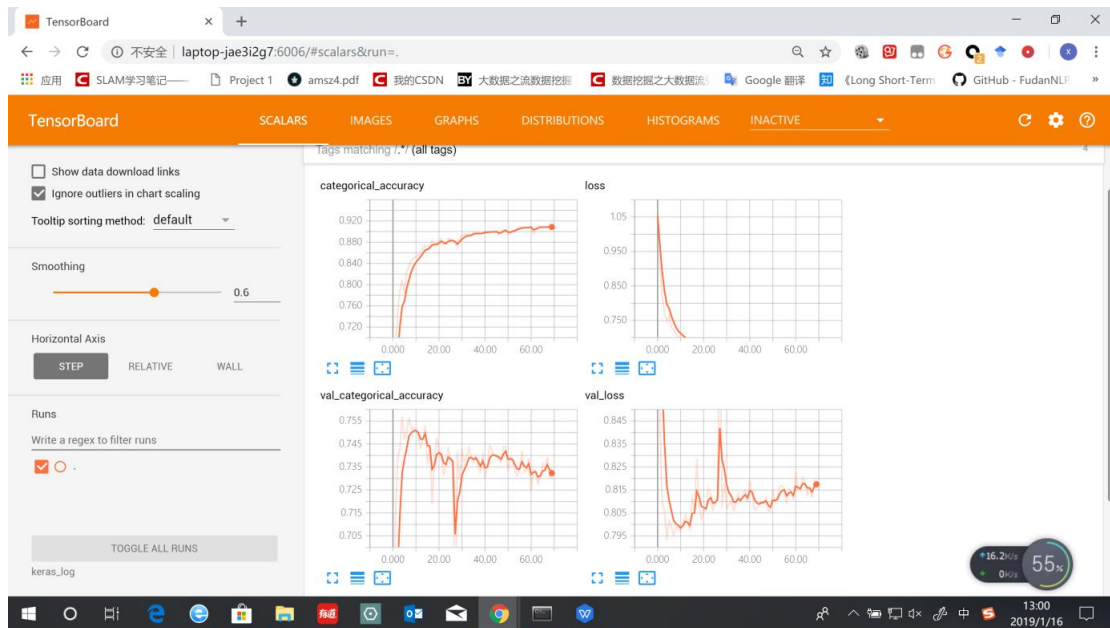 TensorBoard
不安全 laptop-jae3i2g7:6006/#scalars&run=.
应用 SLAM学习笔记—— Project 1 amsz4.pdf 我的CSDN BY 大数据之流数据挖掘 数据挖掘之大数据流 Google 翻译 知 《Long Short-Term GitHub - FudanNLP »
TensorBoard SCALARS IMAGES GRAPHS DISTRIBUTIONS HISTOGRAMS INACTIVE
Tags matching /.*/ (all tags) 4
Show data download links
Ignore outliers in chart scaling
Tooltip sorting method: default
Smoothing
0.6
Horizontal Axis
STEP RELATIVE WALL
Runs
Write a regex to filter runs
.
TOGGLE ALL RUNS
keras_log
categorical_accuracy
0.920
0.880
0.840
0.800
0.760
0.720
0.000 20.00 40.00 60.00
loss
1.05
0.950
0.850
0.750
0.000 20.00 40.00 60.00
val_categorical_accuracy
0.755
0.745
0.735
0.725
0.715
0.705
0.000 20.00 40.00 60.00
val_loss
0.845
0.835
0.825
0.815
0.805
0.795
0.000 20.00 40.00 60.00
16.2K/s
0K/s
55%
有道
中
13:00
2019/1/16